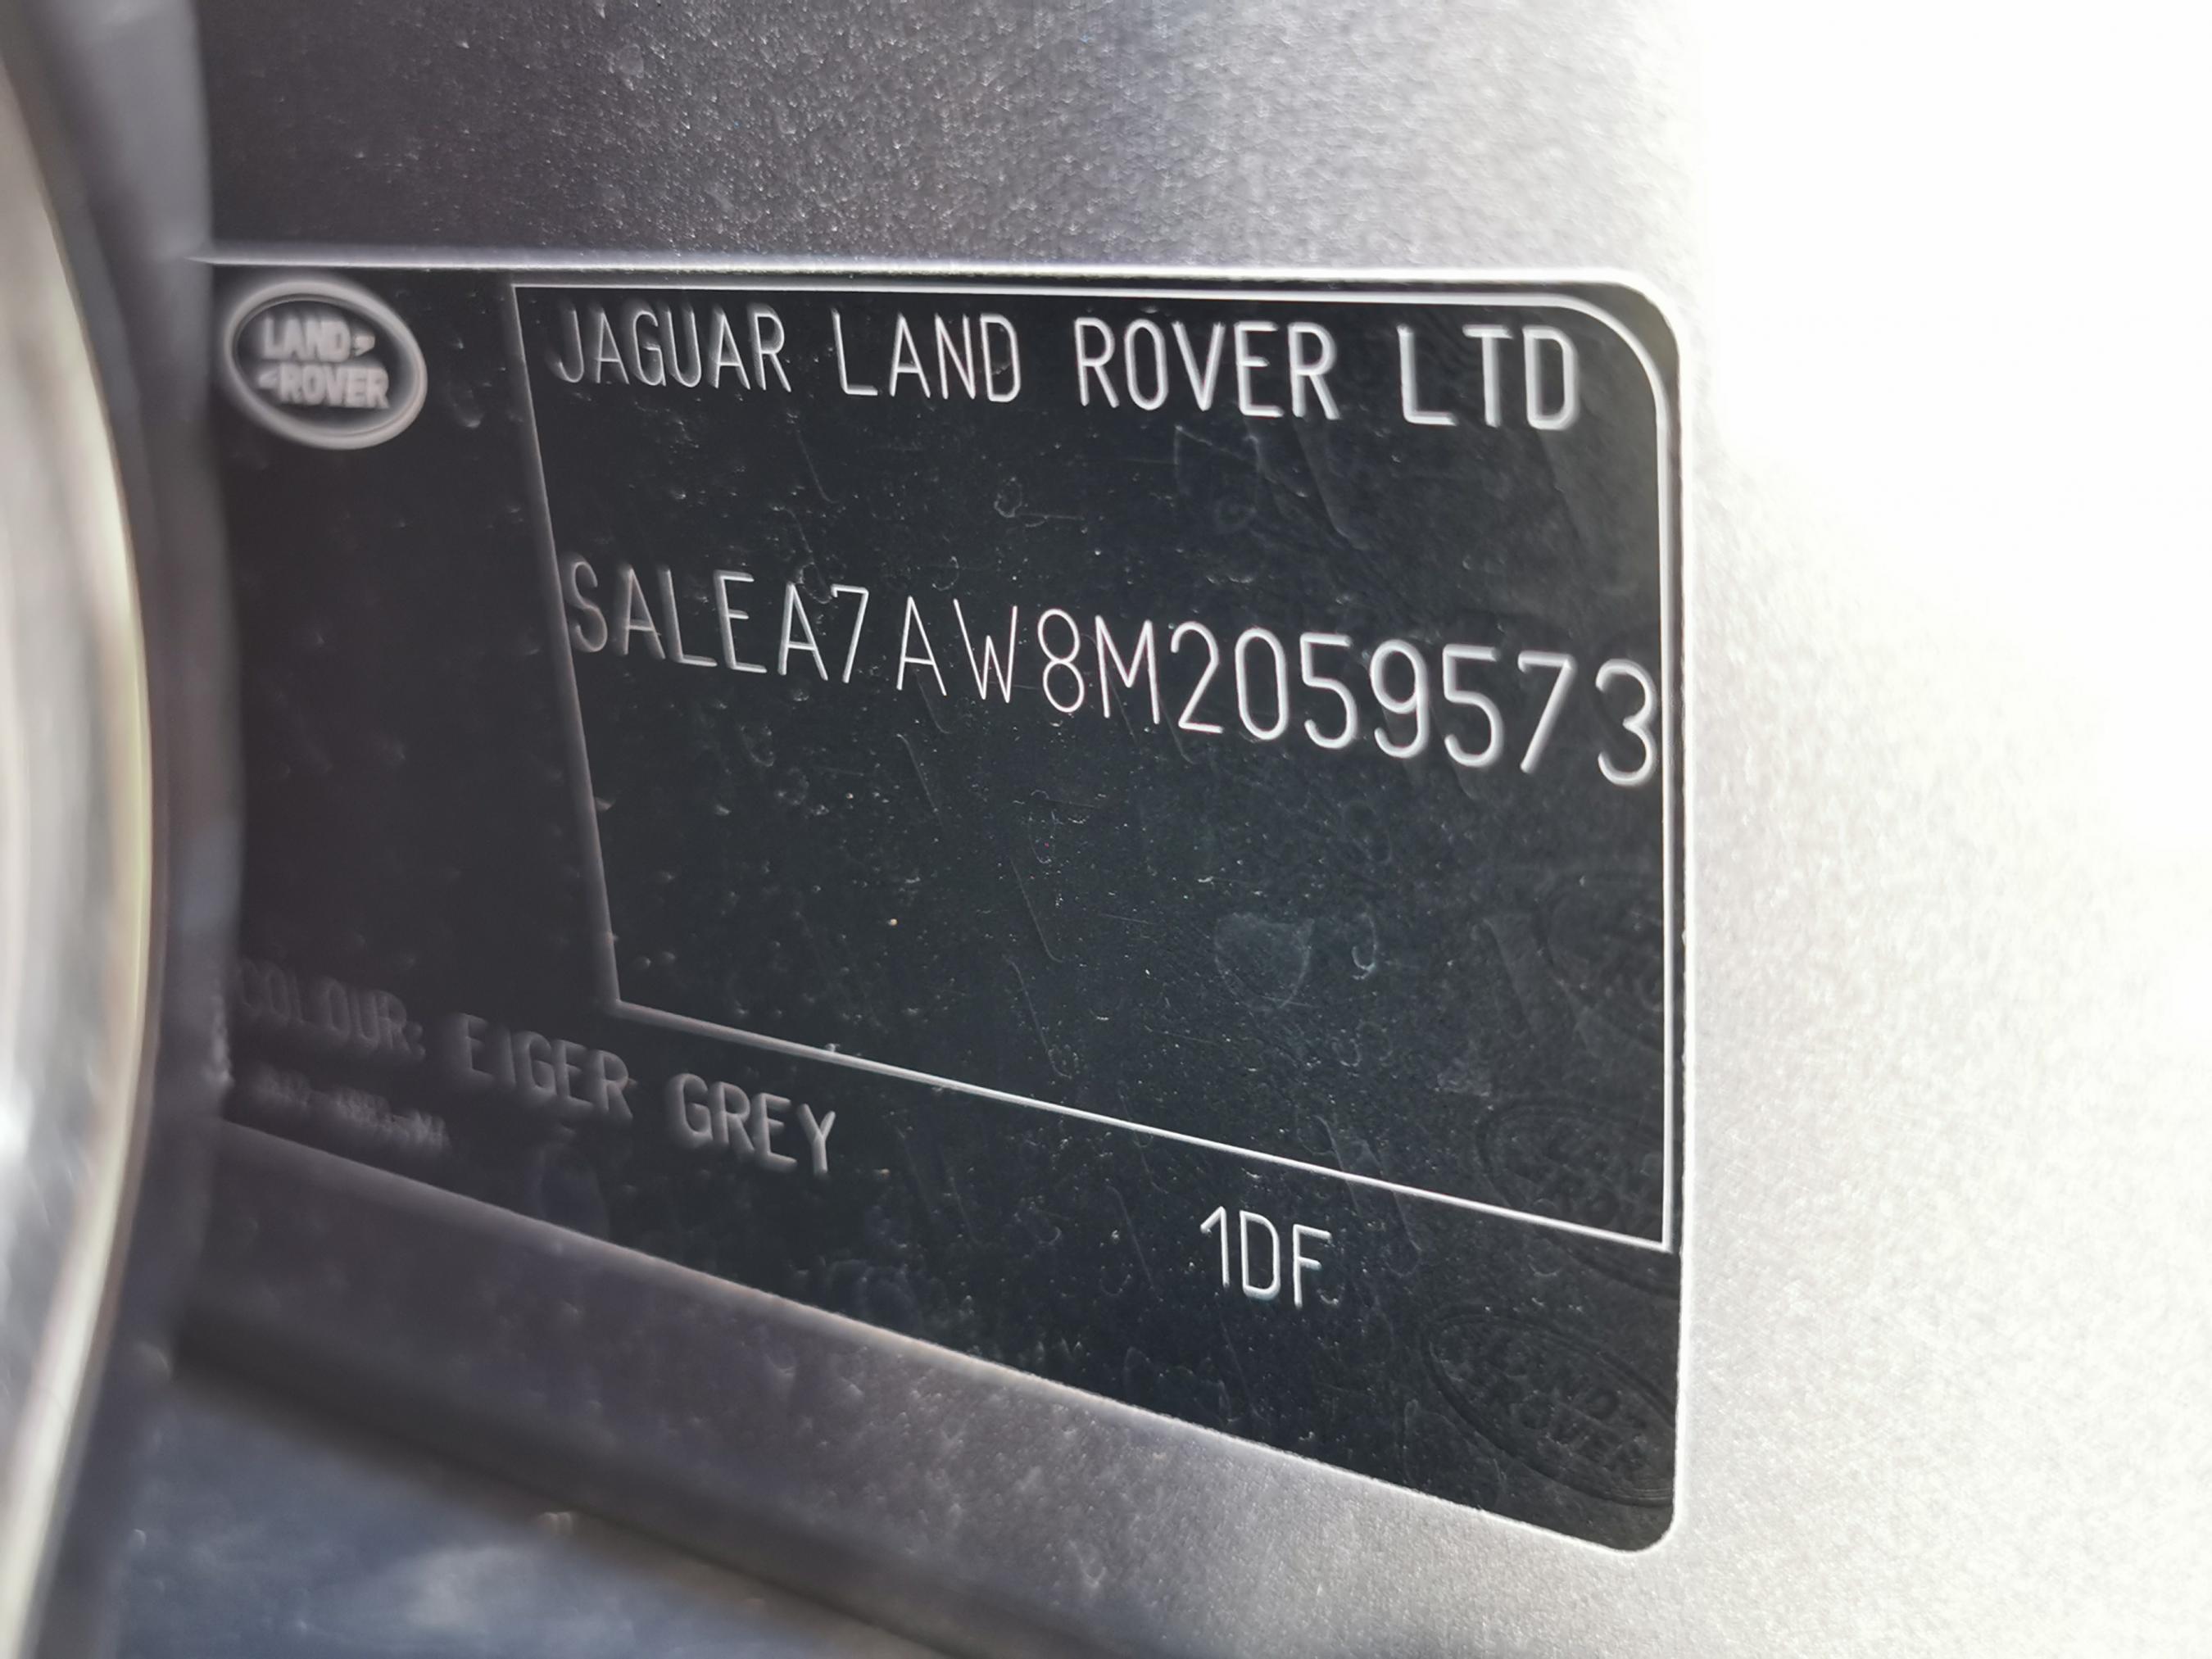 LAND
ROVER
JAGUAR LAND ROVER LTD
SALEA7AW8M2059573
COLOUR: EIGER GREY
1DF